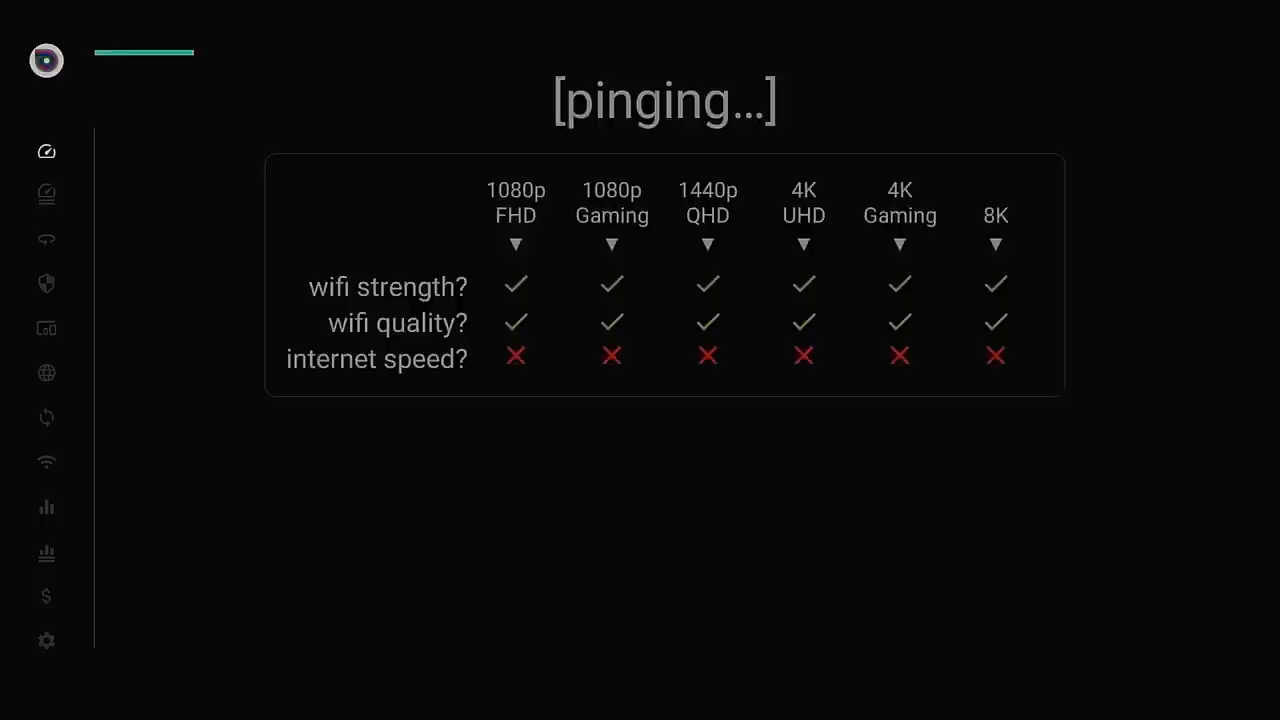 [pinging...]
1080p 1080p 1440p 4K 4K
FHD Gaming QHD UHD Gaming 8K
wifi strength?
wifi quality?
internet speed?